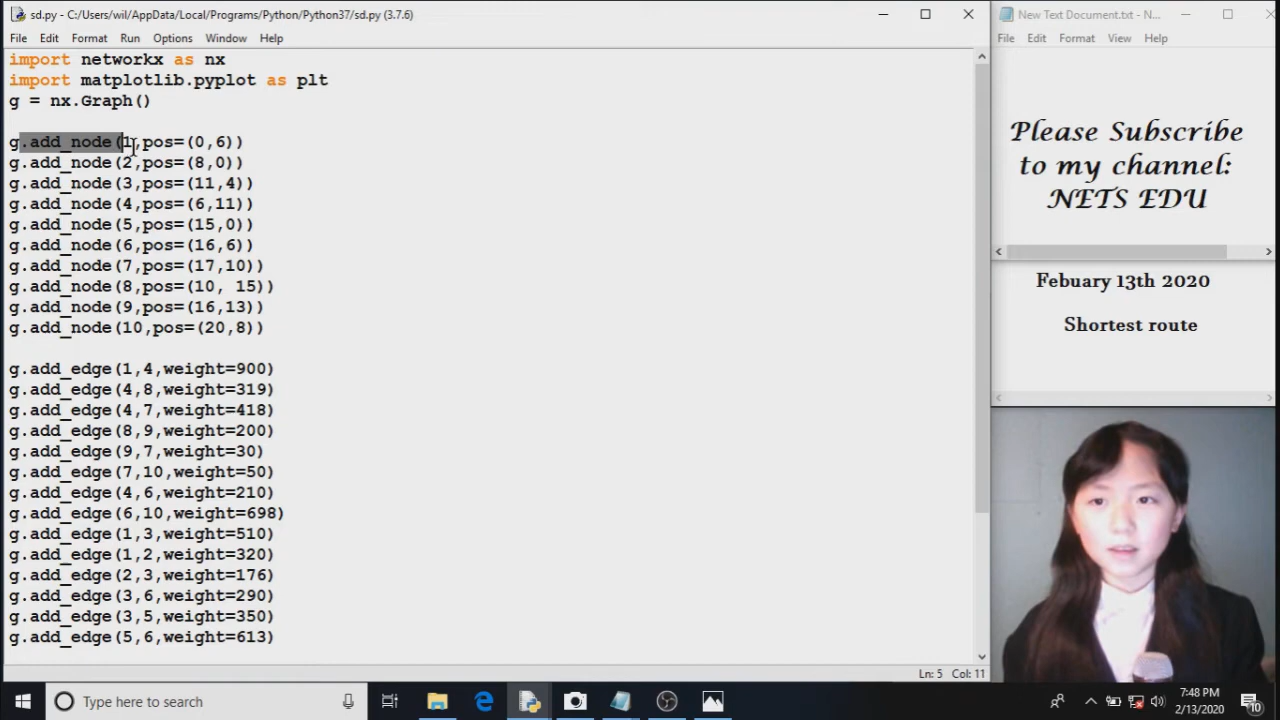 sd.py - C:/Users/wil/AppData/Local/Programs/Python/Python37/sd.py (3.7.6)
File Edit Format Run Options Window Help
import networkx as nx
import matplotlib.pyplot as plt
g = nx.Graph()
g.add_node(1,pos=(0,6))
g.add_node(2,pos=(8,0))
g.add_node(3,pos=(11,4))
g.add_node(4,pos=(6,11))
g.add_node(5,pos=(15,0))
g.add_node(6,pos=(16,6))
g.add_node(7,pos=(17,10))
g.add_node(8,pos=(10, 15))
g.add_node(9,pos=(16,13))
g.add_node(10,pos=(20,8))
g.add_edge(1,4,weight=900)
g.add_edge(4,8,weight=319)
g.add_edge(4,7,weight=418)
g.add_edge(8,9,weight=200)
g.add_edge(9,7,weight=30)
g.add_edge(7,10,weight=50)
g.add_edge(4,6,weight=210)
g.add_edge(6,10,weight=698)
g.add_edge(1,3,weight=510)
g.add_edge(1,2,weight=320)
g.add_edge(2,3,weight=176)
g.add_edge(3,6,weight=290)
g.add_edge(3,5,weight=350)
g.add_edge(5,6,weight=613)
Ln: 5 Col: 11
New Text Document.txt - N...
File Edit Format View Help
Please Subscribe
to my channel:
NETS EDU
Febuary 13th 2020
Shortest route
Type here to search
7:48 PM
2/13/2020
10